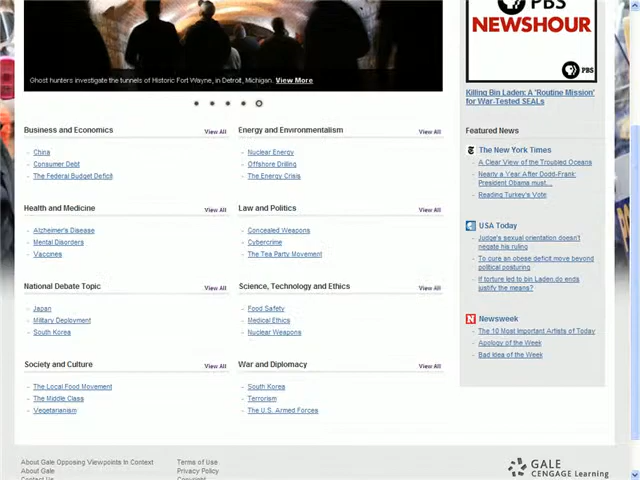 PBS
NEWSHOUR
PBS
Ghost hunters investigate the tunnels of Historic Fort Wayne, in Detroit, Michigan. View More
Killing Bin Laden: A 'Routine Mission'
for War-Tested SEALs
Business and Economics View All
- China
- Consumer Debt
- The Federal Budget Deficit
Energy and Environmentalism View All
- Nuclear Energy
- Offshore Drilling
- The Energy Crisis
Health and Medicine View All
- Alzheimer's Disease
- Mental Disorders
- Vaccines
Law and Politics View All
- Concealed Weapons
- Cybercrime
- The Tea Party Movement
National Debate Topic View All
- Japan
- Military Deployment
- South Korea
Science, Technology and Ethics View All
- Food Safety
- Medical Ethics
- Nuclear Weapons
Society and Culture View All
- The Local Food Movement
- The Middle Class
- Vegetarianism
War and Diplomacy View All
- South Korea
- Terrorism
- The U.S. Armed Forces
Featured News
The New York Times
- A Clear View of the Troubled Oceans
- Nearly a Year After Dodd-Frank:
President Obama must...
- Reading Turkey's Vote
USA Today
- Judge's sexual orientation doesn't
negate his ruling
- To cure an obese deficit,move beyond
political posturing
- If torture led to bin Laden,do ends
justify the means?
N Newsweek
- The 10 Most Important Artists of Today
- Apology of the Week
- Bad Idea of the Week
About Gale Opposing Viewpoints In Context
About Gale
Contact Us
Terms of Use
Privacy Policy
Copyright
GALE
CENGAGE Learning